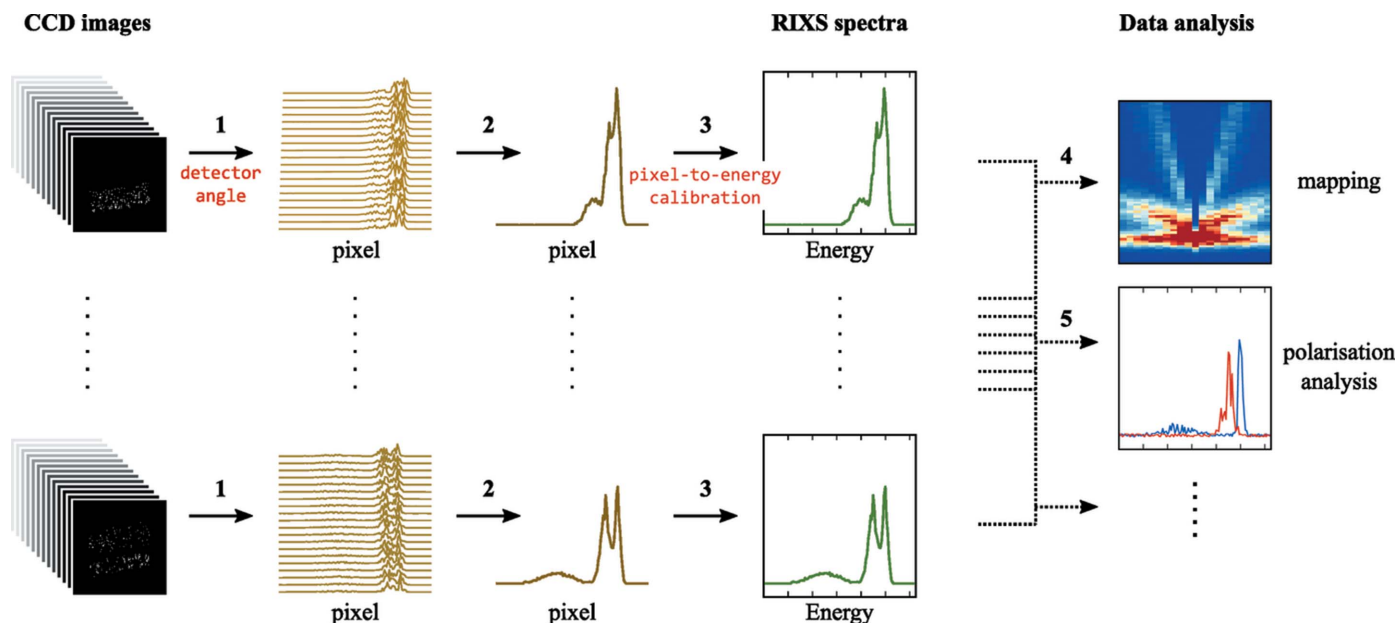 CCD images
RIXS spectra
Data analysis
1
detector
angle
pixel
2
pixel
3
pixel-to-energy
calibration
Energy
4
mapping
5
polarisation
analysis
1
pixel
2
pixel
3
Energy